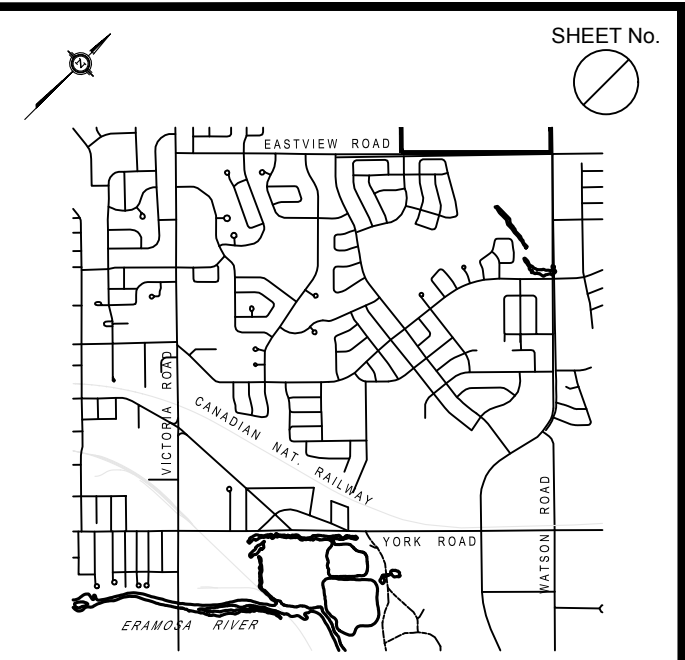 SHEET No.
N
EASTVIEW ROAD
VICTORIA ROAD
CANADIAN NAT. RAILWAY
WATSON ROAD
YORK ROAD
ERAMOSA RIVER